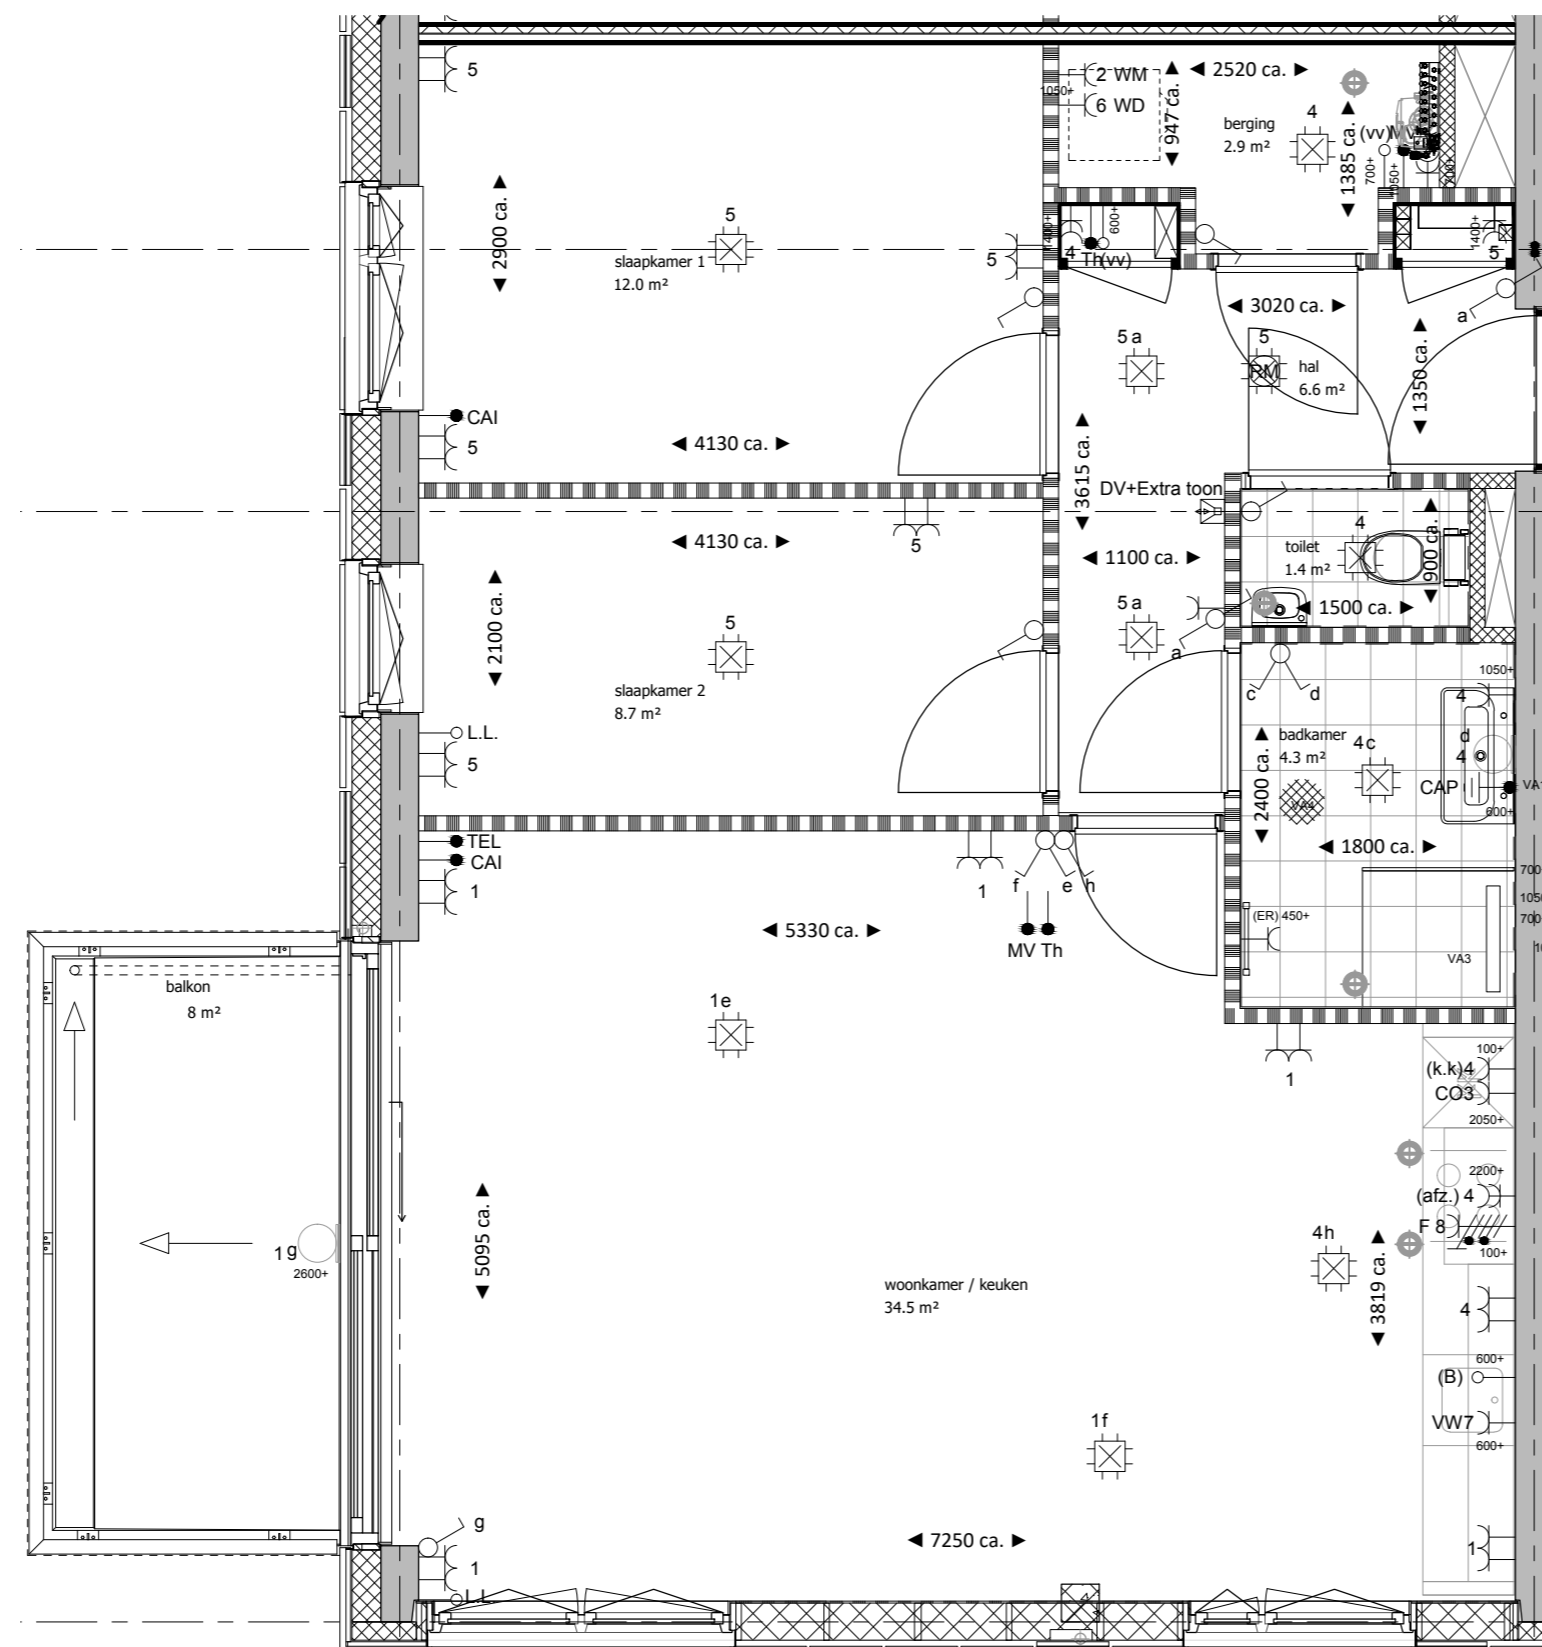 5
2 WM
1050+
6 WD
◄ 2520 ca. ►
◄ 947 ca. ►
berging
2.9 m²
4
◄ 1385 ca. ►
700+
1050+
◄ 2900 ca. ►
5
slaapkamer 1
12.0 m²
5
1400+
4
600+
Th(vv)
1400+
5
a
◄ 3020 ca. ►
5 a
5
RM
hal
6.6 m²
◄ 1350 ca. ►
CAI
5
◄ 4130 ca. ►
◄ 3615 ca. ►
DV+Extra toon
5
◄ 4130 ca. ►
◄ 1100 ca. ►
toilet
1.4 m²
4
◄ 900 ca. ►
◄ 1500 ca. ►
◄ 2100 ca. ►
5
5 a
a
slaapkamer 2
8.7 m²
c
d
1050+
4
L.L.
5
badkamer
4.3 m²
4 c
d
4
◄ 2400 ca. ►
VA4
CAP
600+
◄ 1800 ca. ►
TEL
CAI
1
1
f
e
h
700+
700+
(ER) 450+
VA3
◄ 5330 ca. ►
MV Th
balkon
8 m²
1e
1
100+
(k.k)4
CO3
2050+
2200+
(afz.) 4
F 8
100+
1 g
2600+
◄ 5095 ca. ►
woonkamer / keuken
34.5 m²
4h
◄ 3819 ca. ►
4
600+
(B)
VW7
600+
1f
g
1
L.L.
◄ 7250 ca. ►
1